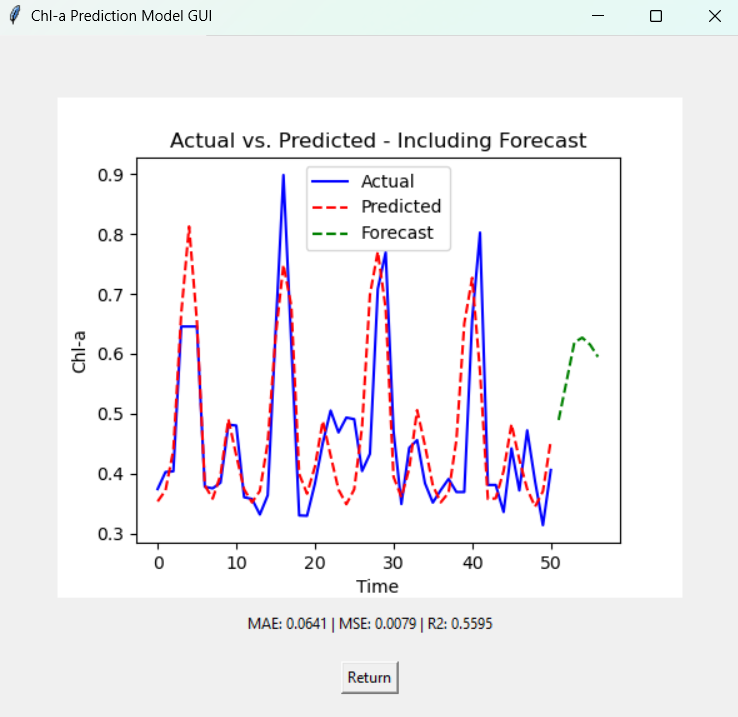 Chl-a Prediction Model GUI
Actual vs. Predicted - Including Forecast
Actual
Predicted
Forecast
Chl-a
0.9
0.8
0.7
0.6
0.5
0.4
0.3
0 10 20 30 40 50
Time
MAE: 0.0641 | MSE: 0.0079 | R2: 0.5595
Return